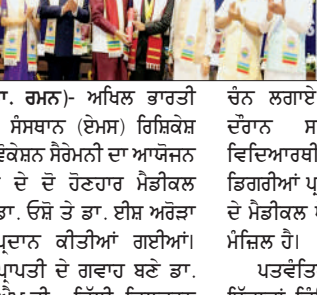 ਾ. ਰਮਨ)- ਅਖਿਲ ਭਾਰਤੀ
ਸੰਸਥਾਨ (ਏਮਸ) ਰਿਸ਼ਿਕੇਸ਼
ਵੋਕੇਸ਼ਨ ਸੈਰੇਮਨੀ ਦਾ ਆਯੋਜਨ
ਦੇ ਦੋ ਹੋਣਹਾਰ ਮੈਡੀਕਲ
ਡਾ. ਓਸ਼ੋ ਤੇ ਡਾ. ਈਸ਼ ਅਰੋੜਾ
ਪ੍ਰਦਾਨ ਕੀਤੀਆਂ ਗਈਆਂ।
ਪ੍ਰਾਪਤੀ ਦੇ ਗਵਾਹ ਬਣੇ ਡਾ.
ਚੰਨ ਲਗਾਏ
ਦੌਰਾਨ ਸ
ਵਿਦਿਆਰਥੀ
ਡਿਗਰੀਆਂ ਪ੍ਰ
ਦੇ ਮੈਡੀਕਲ
ਮੰਜ਼ਿਲ ਹੈ।
ਪਤਵੰਤਿ